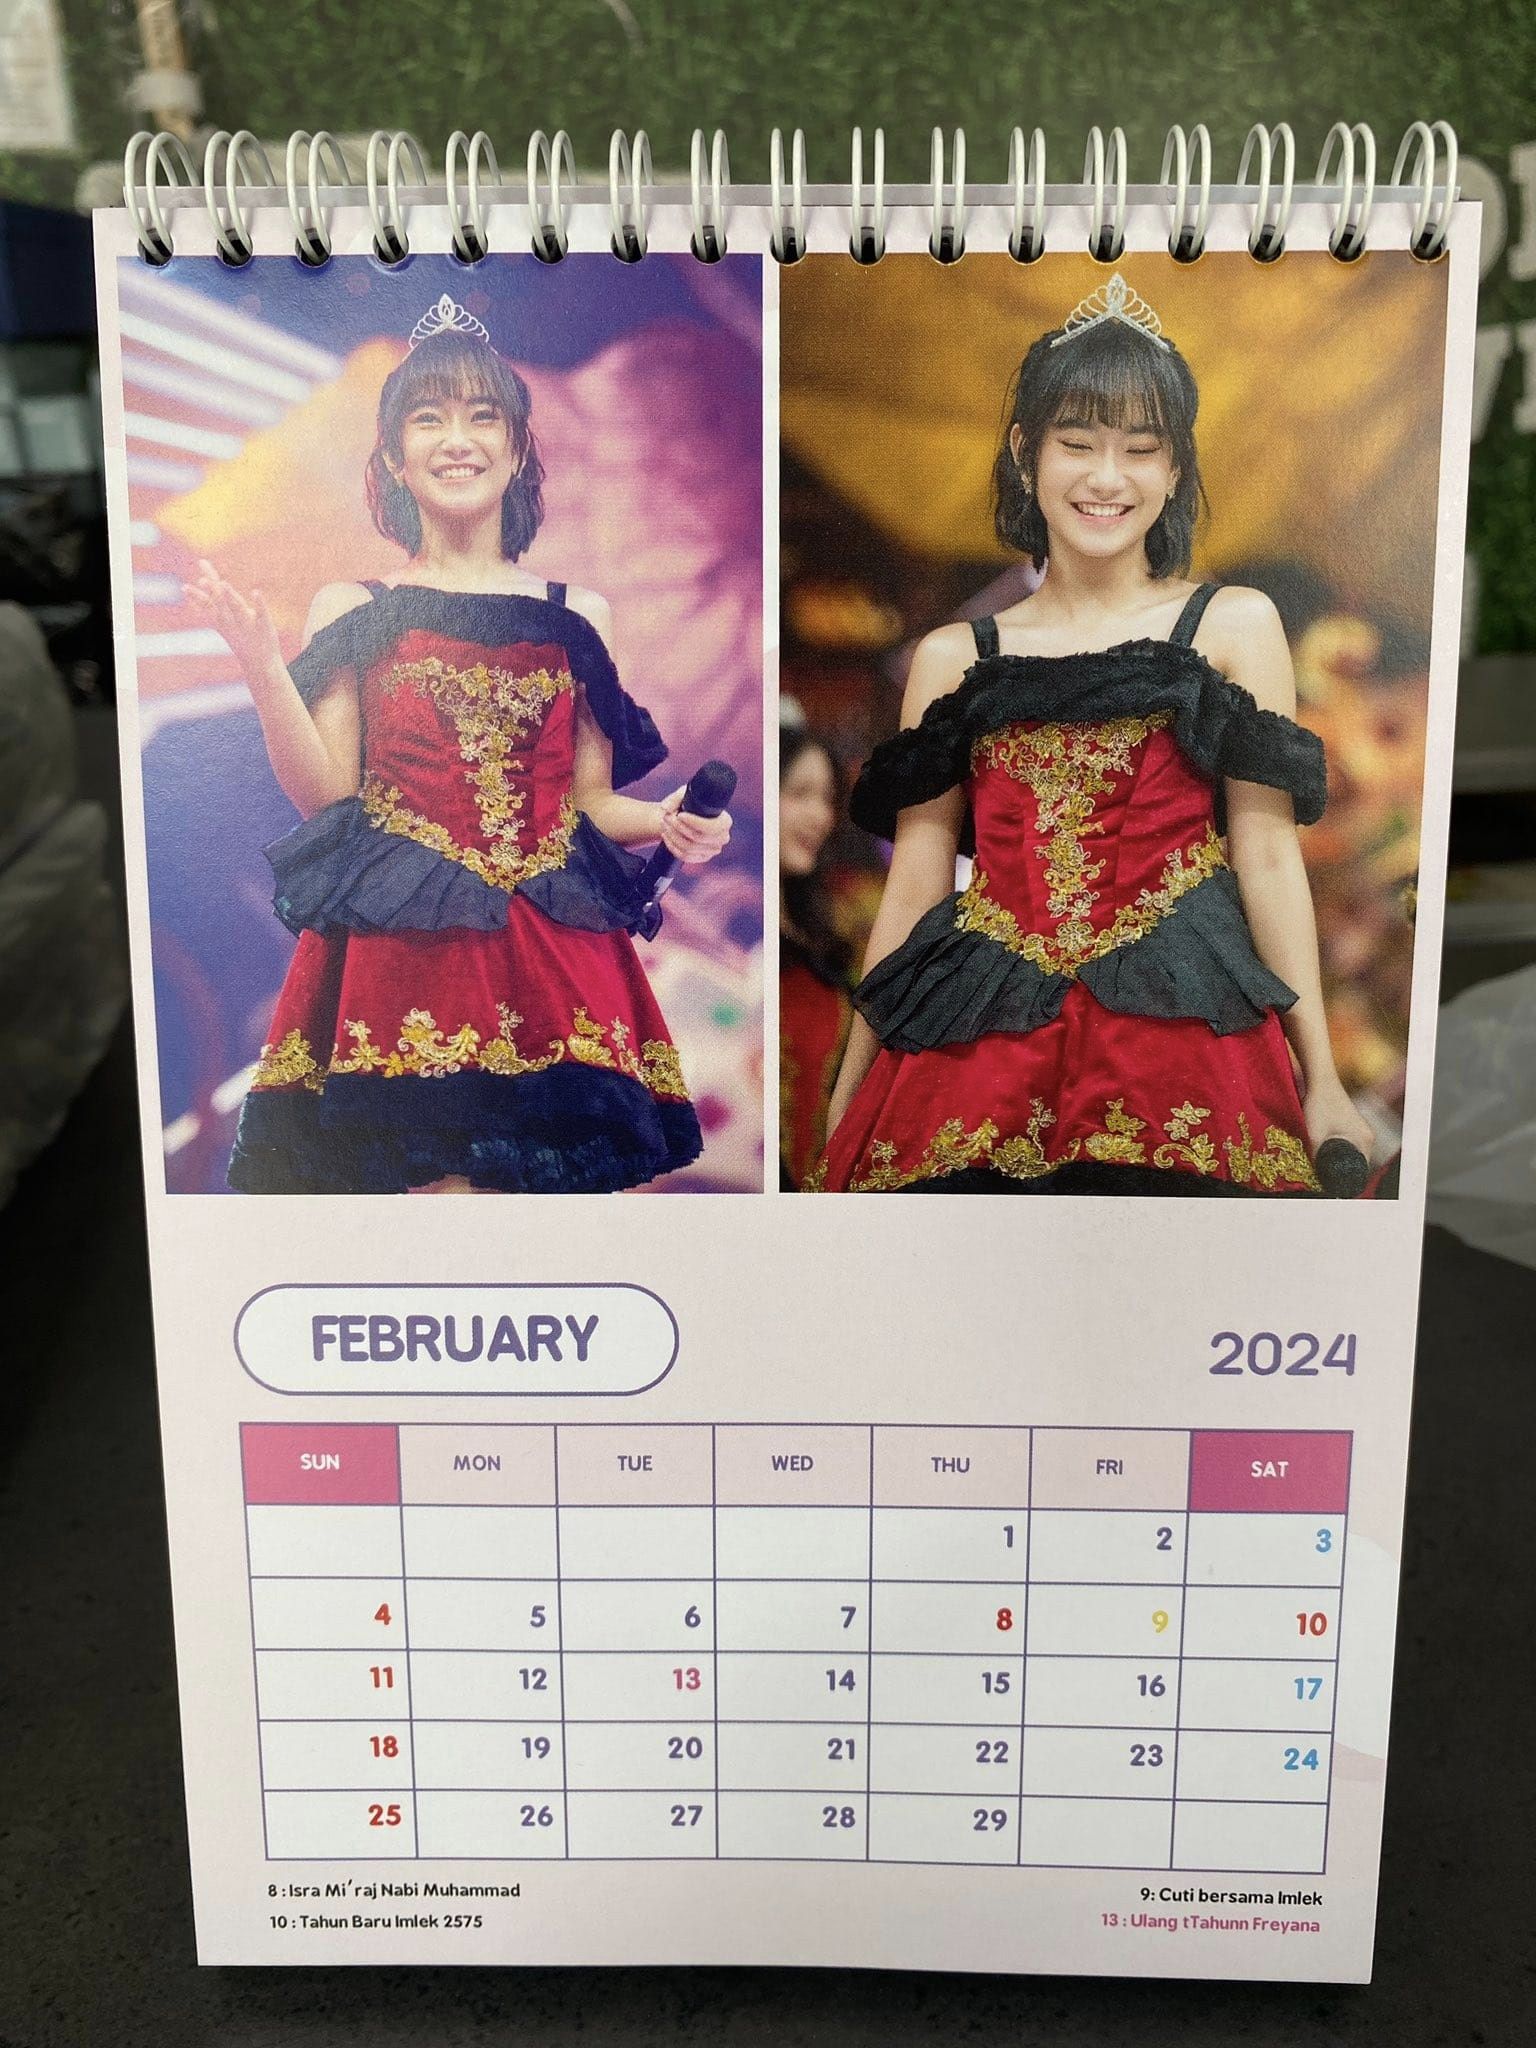 FEBRUARY
2024
SUN MON TUE WED THU FRI SAT
1 2 3
4 5 6 7 8 9 10
11 12 13 14 15 16 17
18 19 20 21 22 23 24
25 26 27 28 29
8 : Isra Mi'raj Nabi Muhammad
9: Cuti bersama Imlek
10 : Tahun Baru Imlek 2575
13 : Ulang tTahunn Freyana